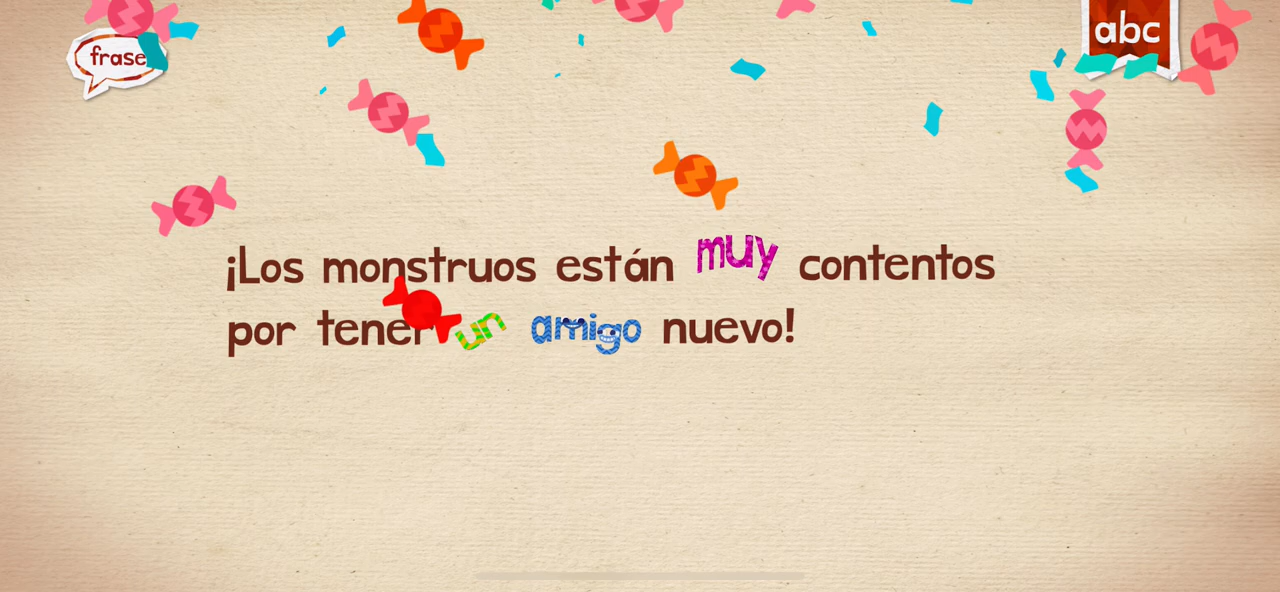 frase
abc
¡Los monstruos están muy contentos
por tener un amigo nuevo!